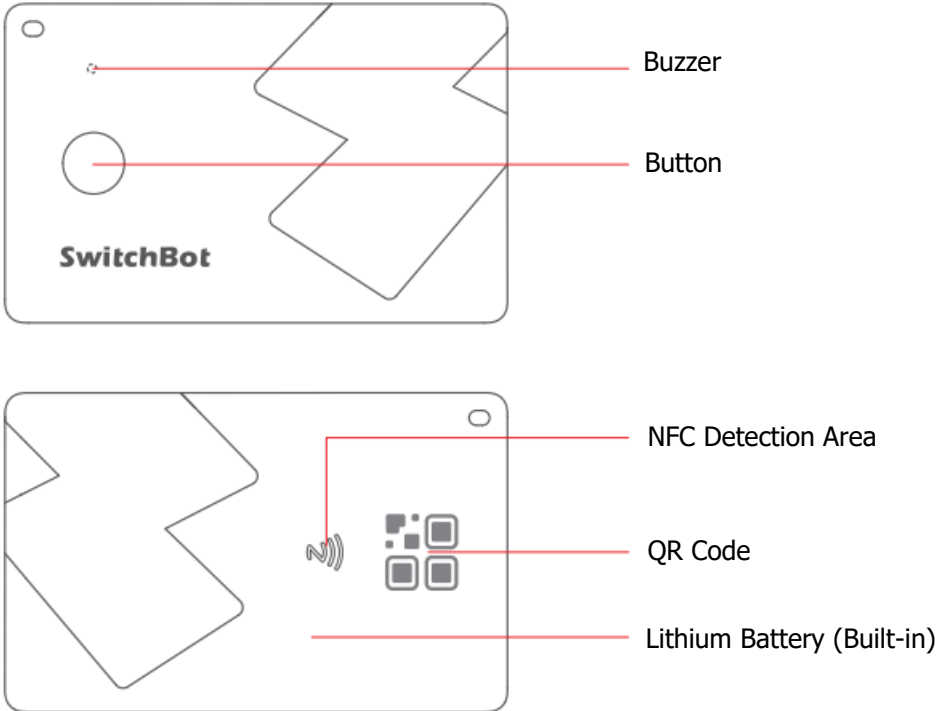 Buzzer
Button
SwitchBot
NFC Detection Area
QR Code
Lithium Battery (Built-in)